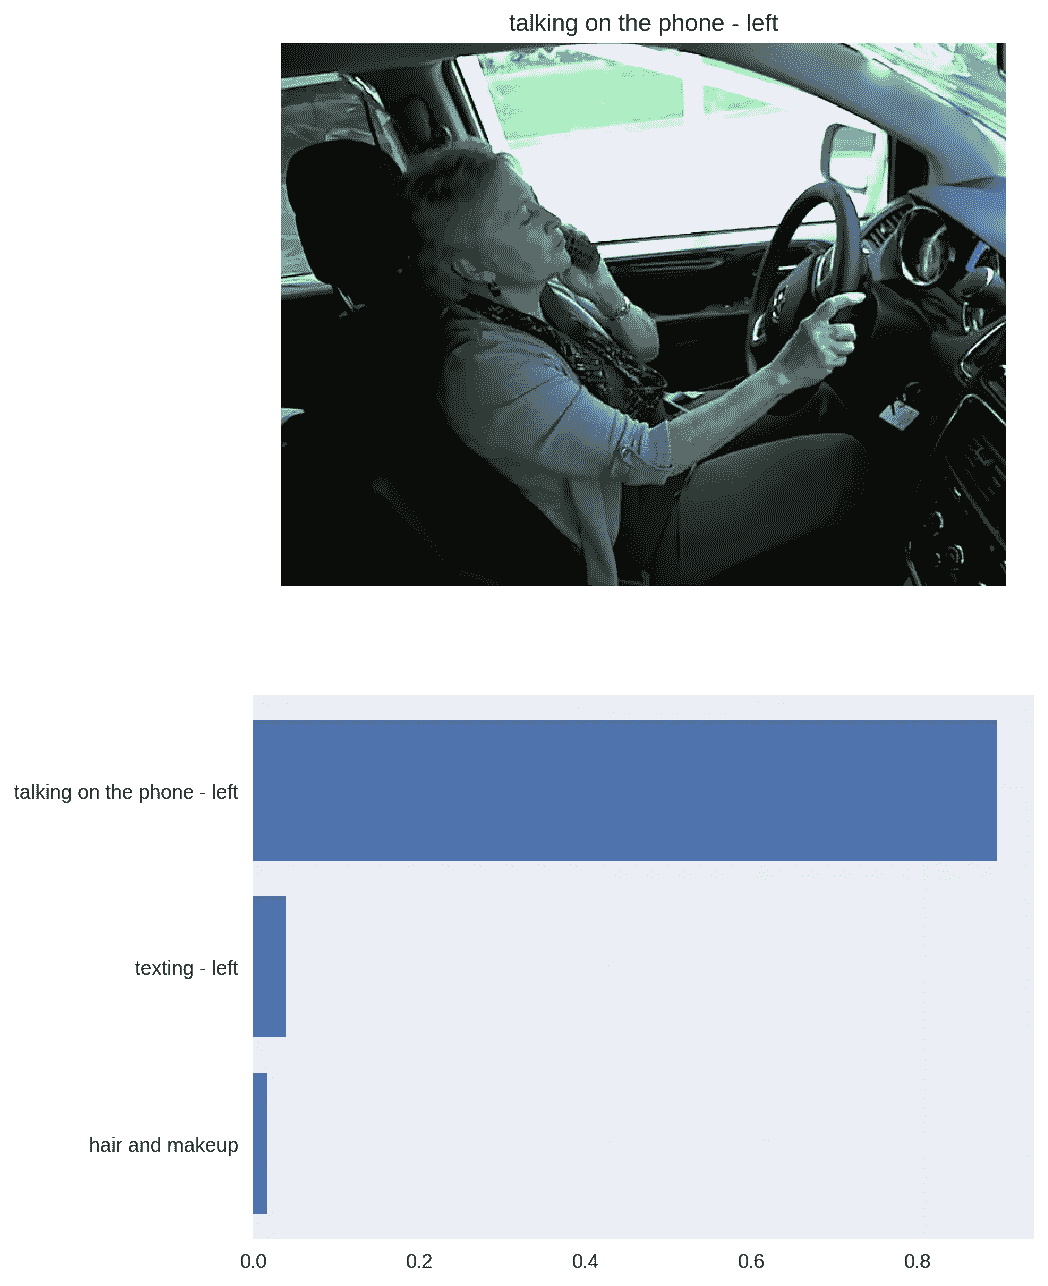 talking on the phone - left
talking on the phone - left
texting - left
hair and makeup
0.0 0.2 0.4 0.6 0.8